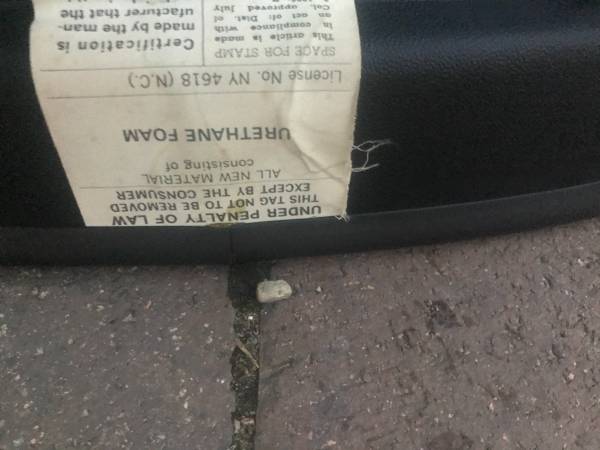 UNDER PENALTY OF LAW
THIS TAG NOT TO BE REMOVED
EXCEPT BY THE CONSUMER
ALL NEW MATERIAL
consisting of
URETHANE FOAM
License No. NY 4618 (N.C.)
SPACE FOR STAMP
This article is made
in compliance with
an act of Dist. of
Col. approved July
Certification is
made by the man-
ufacturer that the